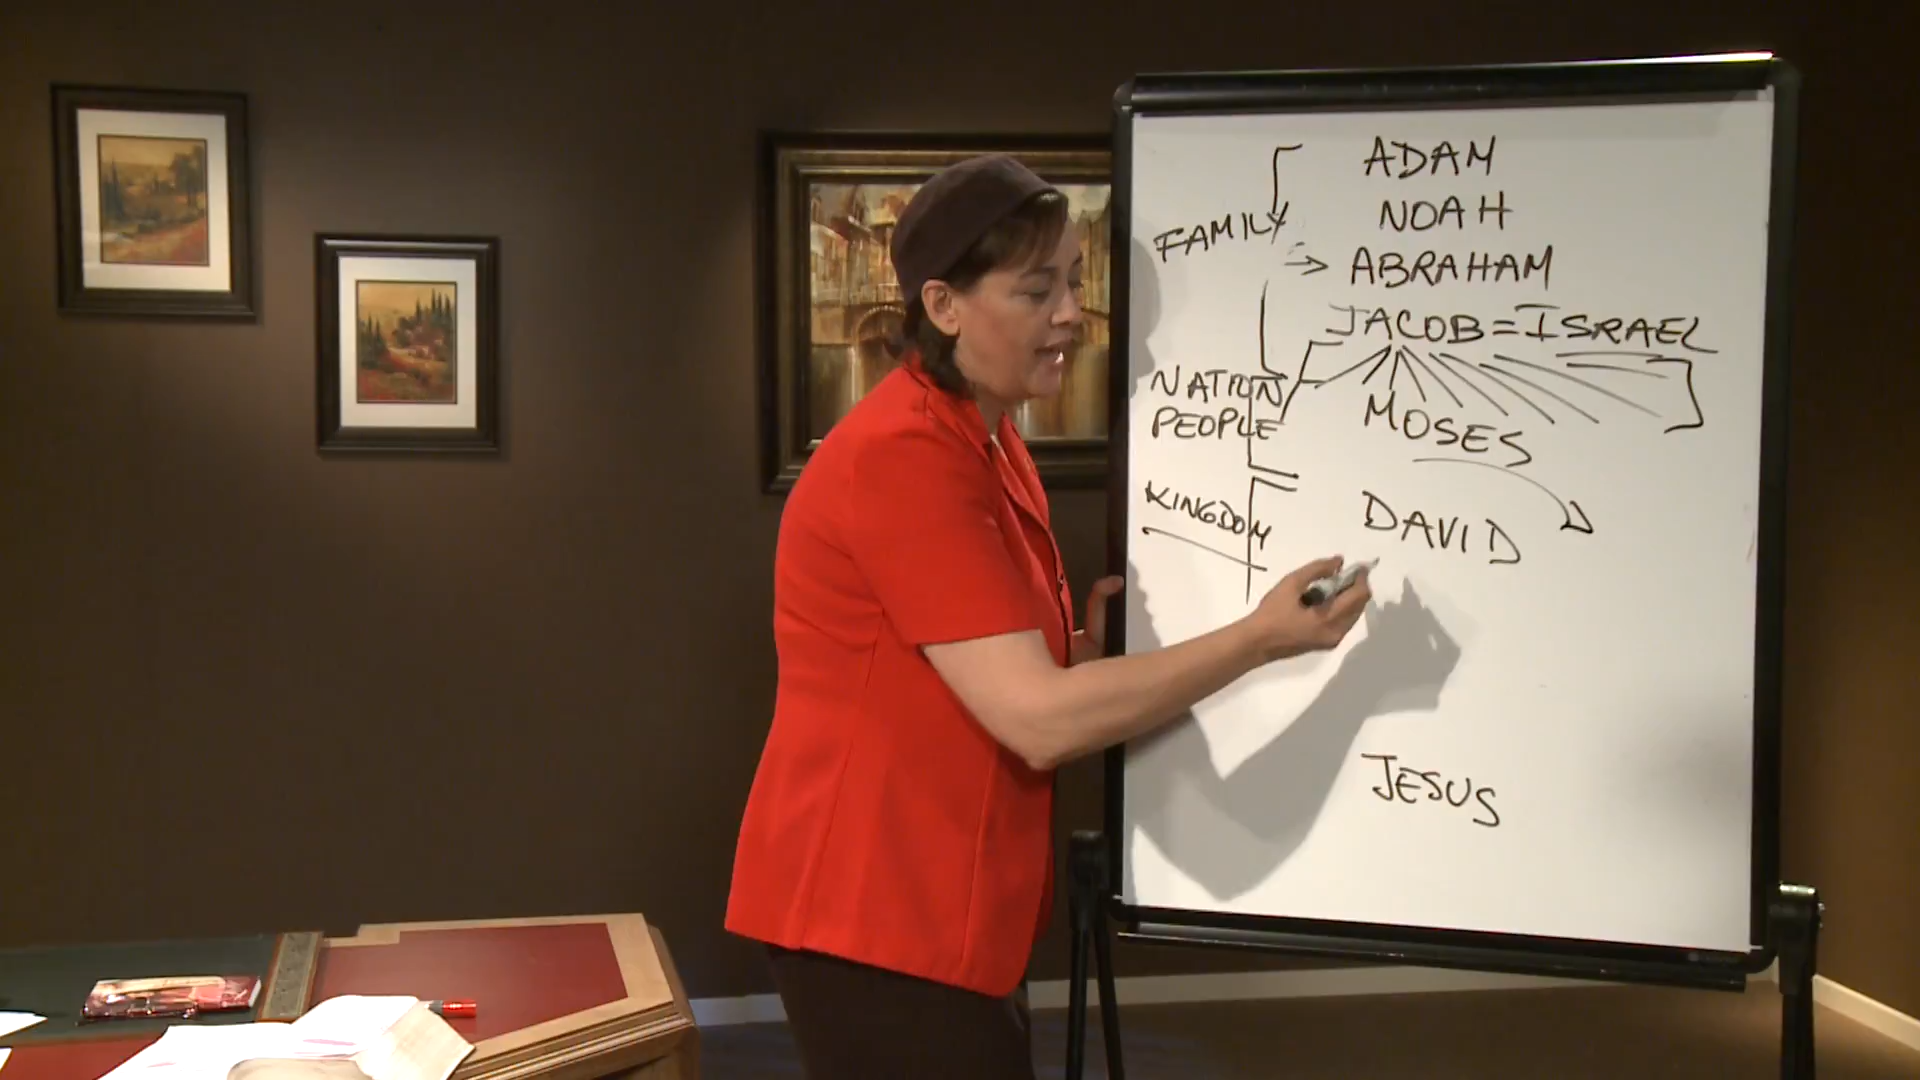 ADAM
NOAH
FAMILY
ABRAHAM
JACOB = ISRAEL
NATION
PEOPLE
MOSES
KINGDOM
DAVID
JESUS